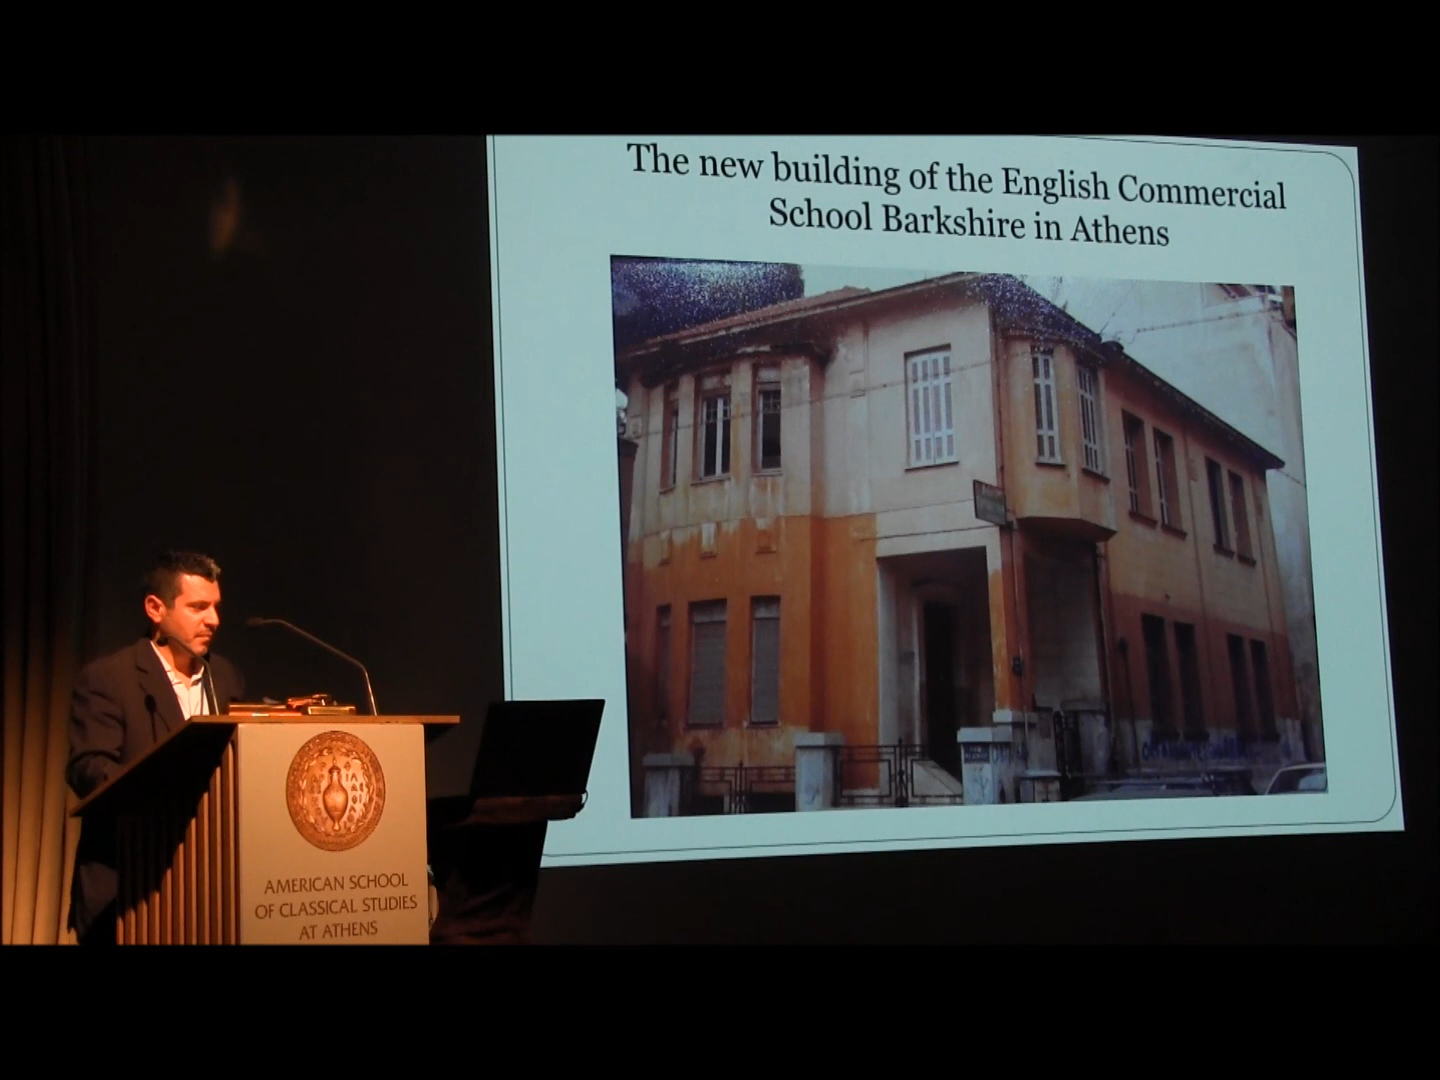 The new building of the English Commercial
School Barkshire in Athens
AMERICAN SCHOOL
OF CLASSICAL STUDIES
AT ATHENS